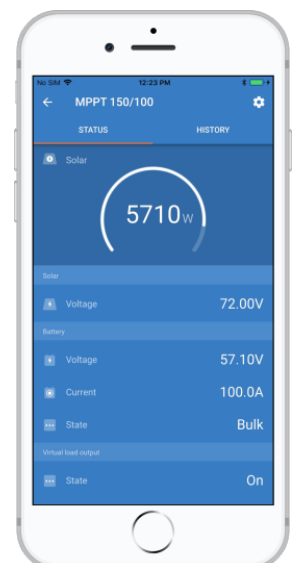 No SIM 12:23 PM
MPPT 150/100
STATUS HISTORY
Solar
5710W
Solar
Voltage 72.00V
Battery
Voltage 57.10V
Current 100.0A
State Bulk
Virtual load output
State On